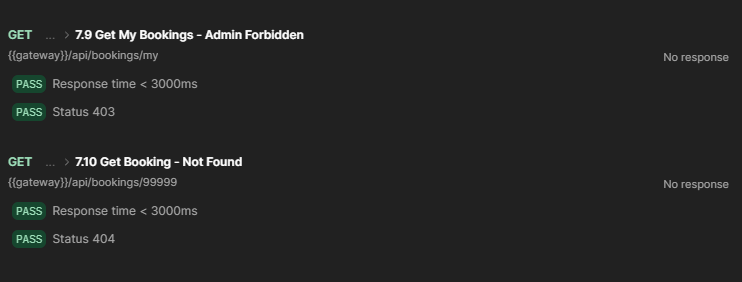 GET ... > 7.9 Get My Bookings - Admin Forbidden
{{gateway}}/api/bookings/my No response
PASS Response time < 3000ms
PASS Status 403
GET ... > 7.10 Get Booking - Not Found
{{gateway}}/api/bookings/99999 No response
PASS Response time < 3000ms
PASS Status 404